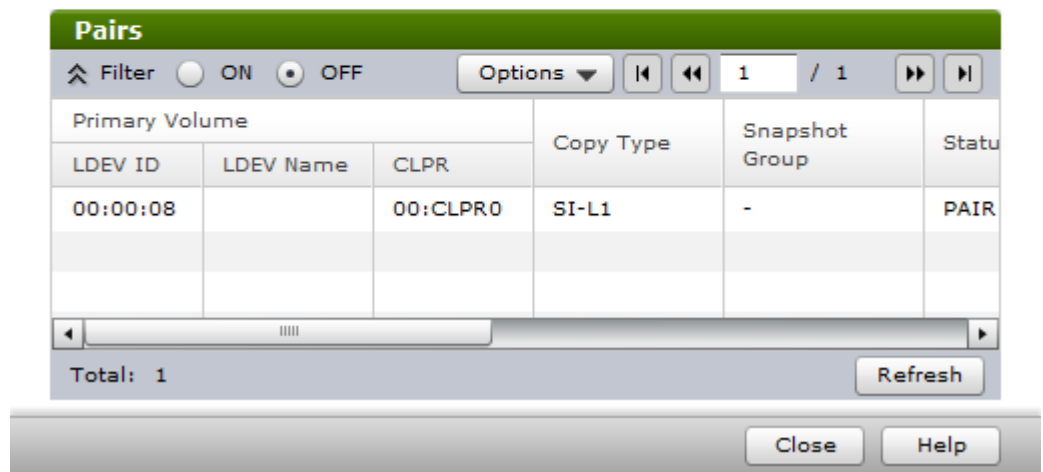 Pairs
Filter ON OFF Options 1 / 1
Primary Volume Copy Type Snapshot Group Statu
LDEV ID LDEV Name CLPR
00:00:08 00:CLPR0 SI-L1 - PAIR
Total: 1 Refresh
Close Help